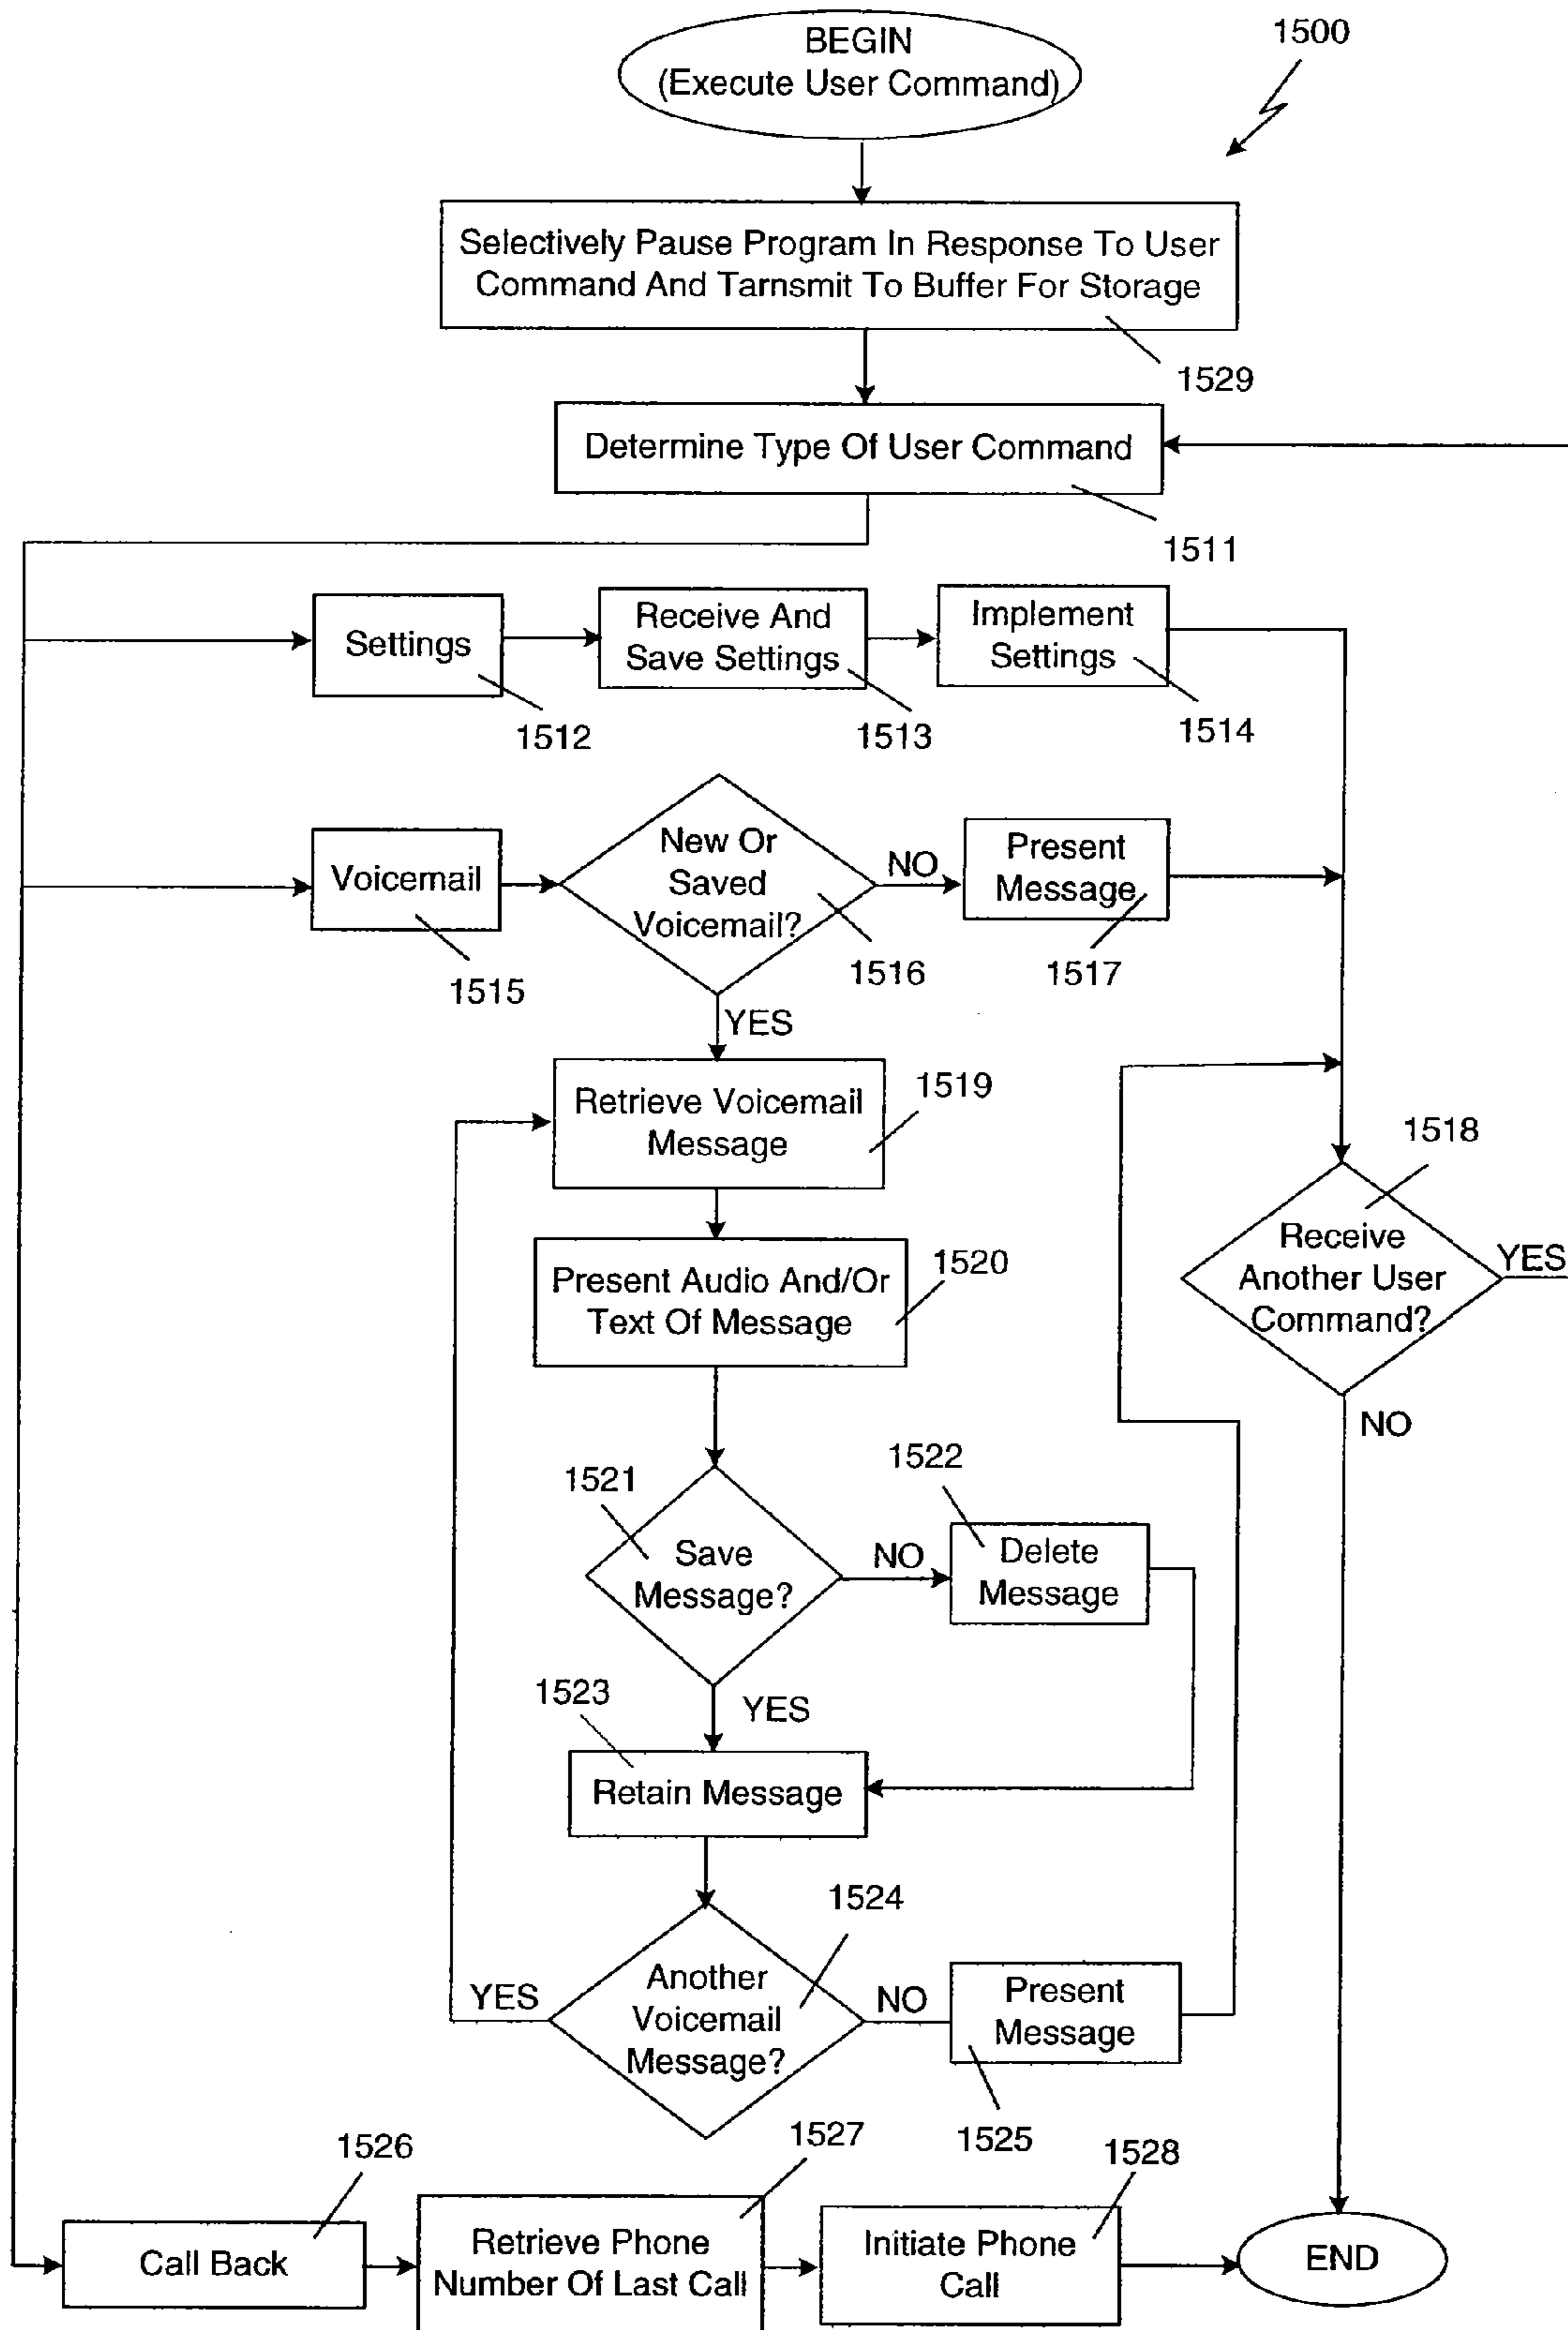 BEGIN
(Execute User Command)
1500
Selectively Pause Program In Response To User
Command And Tarnsmit To Buffer For Storage
1529
Determine Type Of User Command
1511
Settings
1512
Receive And
Save Settings
1513
Implement
Settings
1514
Voicemail
1515
New Or
Saved
Voicemail?
1516
NO
Present
Message
1517
YES
Retrieve Voicemail
Message
1519
1518
Receive
Another User
Command?
YES
NO
Present Audio And/Or
Text Of Message
1520
1521
Save
Message?
NO
1522
Delete
Message
YES
1523
Retain Message
1524
Another
Voicemail
Message?
YES
NO
Present
Message
1525
1526
Call Back
1527
Retrieve Phone
Number Of Last Call
1528
Initiate Phone
Call
END